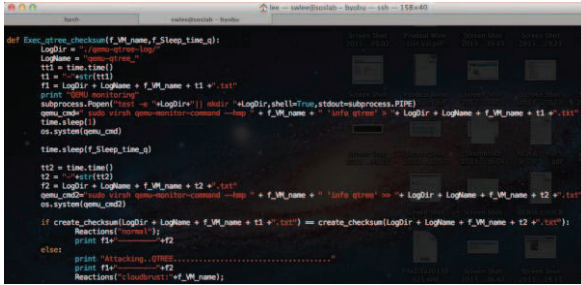 lee — swlee@soslab — byobu — ssh — 158×40
bash
swlee@soslab - byobu
def Exec_qtree_checksum(f_VM_name,f_Sleep_time_q):
LogDir = "./qemu-qtree-log/"
LogName = "qemu-qtree_"
tt1 = time.time()
t1 = "-"+str(tt1)
f1 = LogDir + LogName + f_VM_name + t1 +".txt"
print "QEMU monitoring"
subprocess.Popen("test -e "+LogDir+"|| mkdir "+LogDir,shell=True,stdout=subprocess.PIPE)
qemu_cmd=" sudo virsh qemu-monitor-command --hmp " + f_VM_name + " 'info qtree' > "+ LogDir + LogName + f_VM_name + t1 +".txt"
time.sleep(1)
os.system(qemu_cmd)
time.sleep(f_Sleep_time_q)
tt2 = time.time()
t2 = "-"+str(tt2)
f2 = LogDir + LogName + f_VM_name + t2 +".txt"
qemu_cmd2=" sudo virsh qemu-monitor-command --hmp " + f_VM_name + " 'info qtree' >> "+ LogDir + LogName + f_VM_name + t2 +".txt"
os.system(qemu_cmd2)
if create_checksum(LogDir + LogName + f_VM_name + t1 +".txt") == create_checksum(LogDir + LogName + f_VM_name + t2 +".txt"):
Reactions("normal");
print f1+"---------"+f2
else:
print "Attacking..QTREE....................................."
print f1+"---------"+f2
Reactions("cloudbrust:"+f_VM_name);